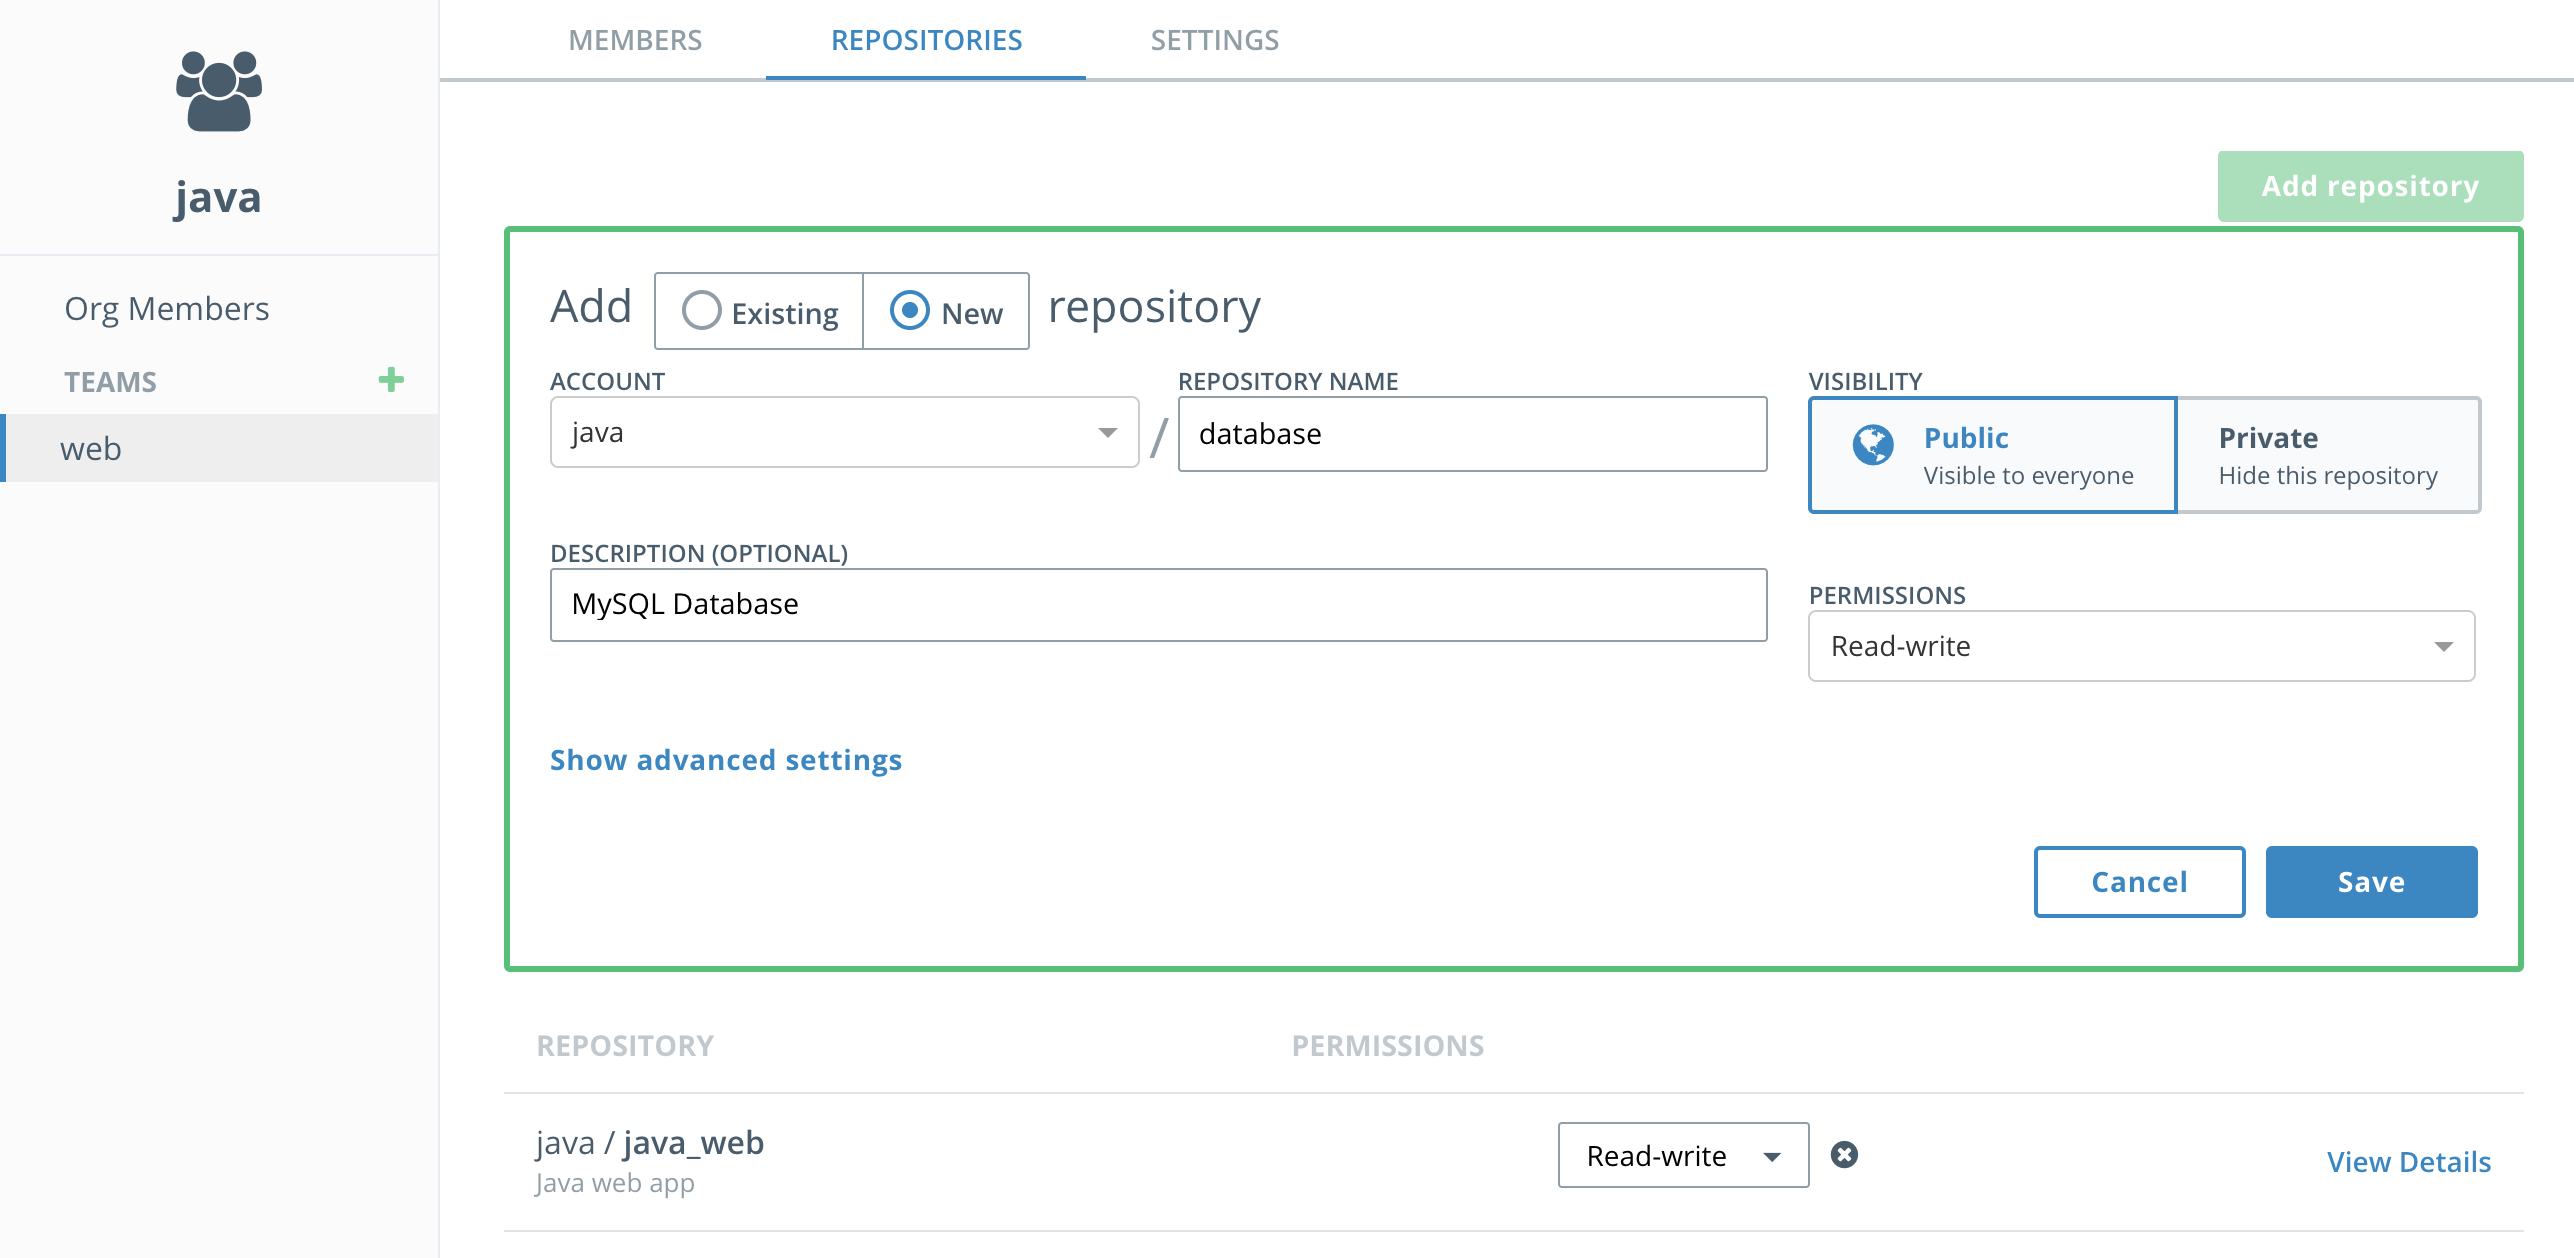 java
Org Members
TEAMS
web
MEMBERS REPOSITORIES SETTINGS
Add repository
Add Existing New repository
ACCOUNT REPOSITORY NAME VISIBILITY
java / database
Public Private
Visible to everyone Hide this repository
DESCRIPTION (OPTIONAL)
MySQL Database
PERMISSIONS
Read-write
Show advanced settings
Cancel Save
REPOSITORY PERMISSIONS
java / java_web
Java web app
Read-write
View Details